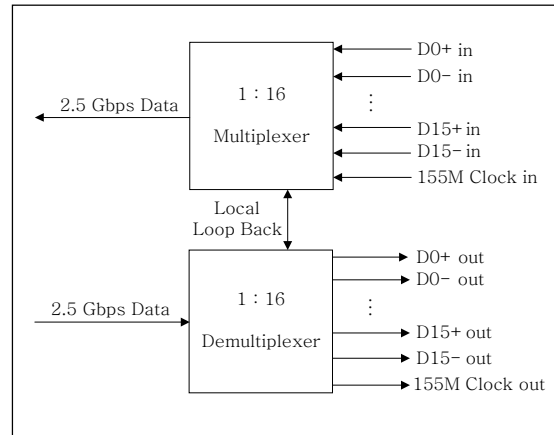 D0+ in
D0- in
1 : 16
2.5 Gbps Data
⋮
Multiplexer
D15+ in
D15- in
155M Clock in
Local
Loop Back
D0+ out
D0- out
1 : 16
2.5 Gbps Data
⋮
Demultiplexer
D15+ out
D15- out
155M Clock out